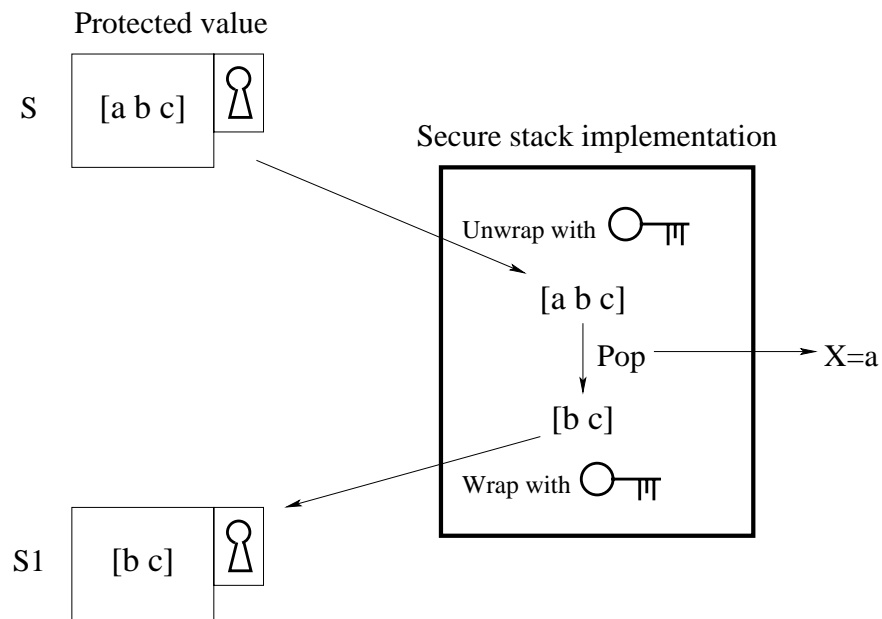 Protected value
S
[a b c]
Secure stack implementation
Unwrap with
[a b c]
Pop
X=a
[b c]
Wrap with
S1
[b c]